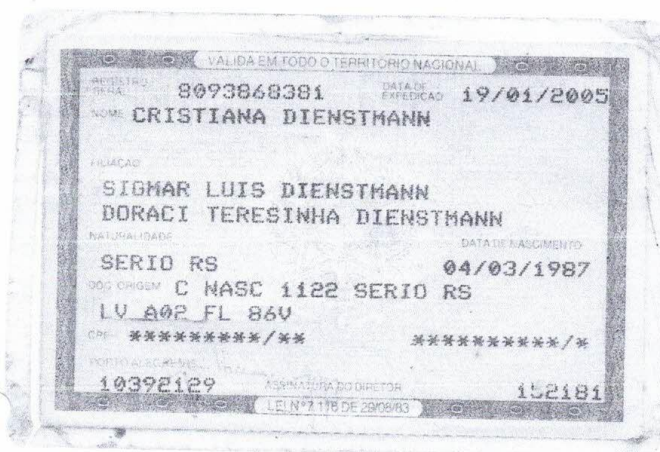 VÁLIDA EM TODO O TERRITÓRIO NACIONAL
REGISTRO GERAL 8093868381 DATA DE EXPEDIÇÃO 19/01/2005
NOME CRISTIANA DIENSTMANN
FILIAÇÃO
SIGMAR LUIS DIENSTMANN
DORACI TERESINHA DIENSTMANN
NATURALIDADE DATA DE NASCIMENTO
SERIO RS 04/03/1987
DOC ORIGEM C NASC 1122 SERIO RS
LV A02 FL 86V
CPF *********/** **********/*
PORTO ALEGRE
10392129 ASSINATURA DO DIRETOR 152181
LEI Nº 7.116 DE 29/08/83